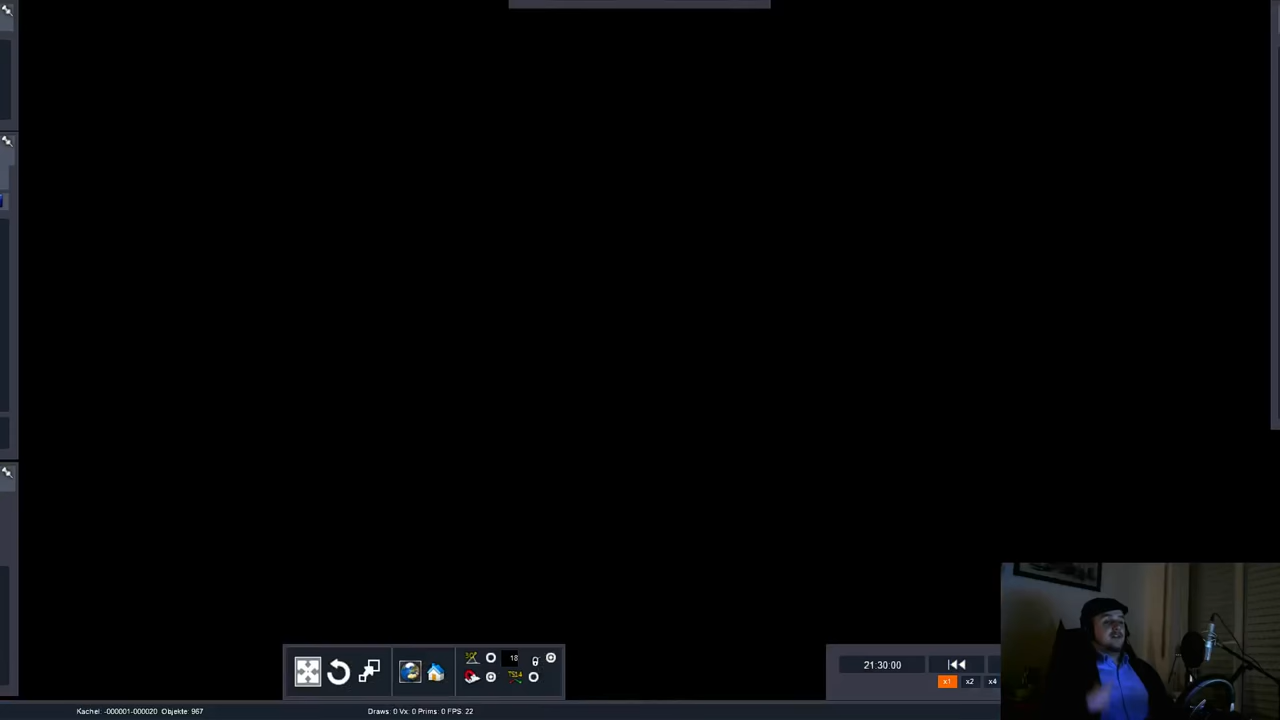 18
TS14
21:30:00
x1 x2 x4
Kachel -000001-000020 Objekte: 967 Draws: 0 Vx: 0 Prims: 0 FPS: 22